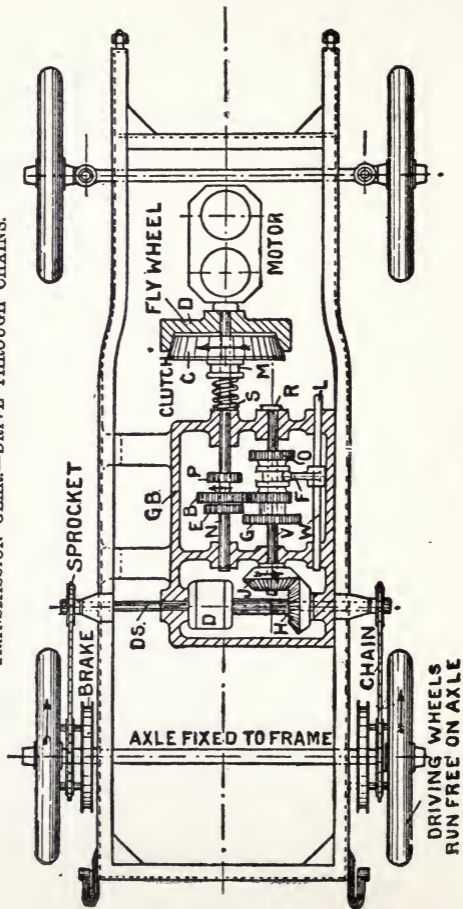 TRANSMISSION GEAR.—DRIVE THROUGH CHAINS.
SPROCKET
BRAKE
CLUTCH
FLY WHEEL
D
C
M
S
MOTOR
GB
P
E B
N
R
O
F
L
G
V
W
J
H
D
DS.
AXLE FIXED TO FRAME
CHAIN
DRIVING WHEELS
RUN FREE ON AXLE